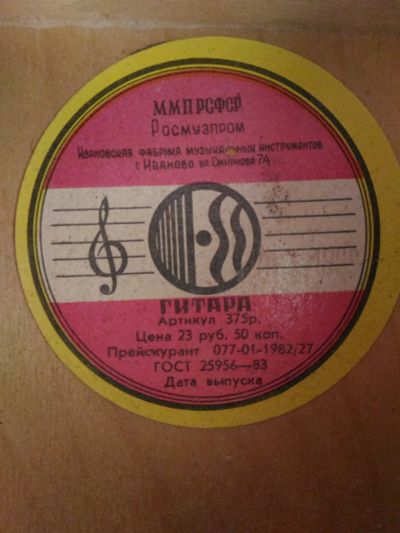 ММП РСФСР
РОСМУЗПРОМ
ИВАНОВСКАЯ ФАБРИКА МУЗЫКАЛЬНЫХ ИНСТРУМЕНТОВ
г. ИВАНОВО ул. СМИРНОВА 74
ГИТАРА
Артикул 375р.
Цена 23 руб. 50 коп.
Прейскурант 077-01-1982/27
ГОСТ 25956—83
Дата выпуска